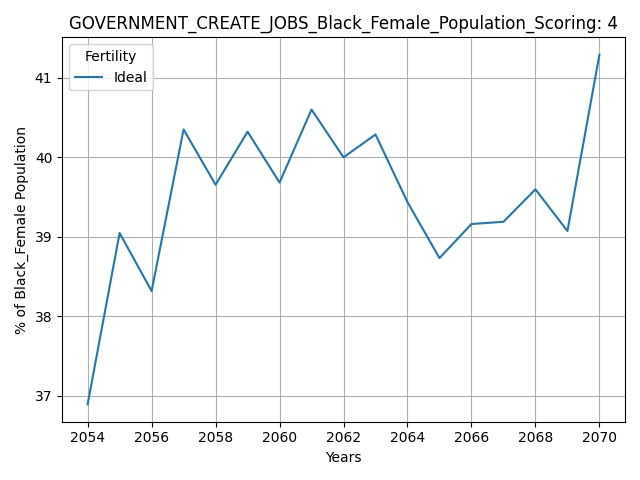 GOVERNMENT_CREATE_JOBS_Black_Female_Population_Scoring: 4
Fertility
Ideal
% of Black_Female Population
41
40
39
38
37
2054 2056 2058 2060 2062 2064 2066 2068 2070
Years